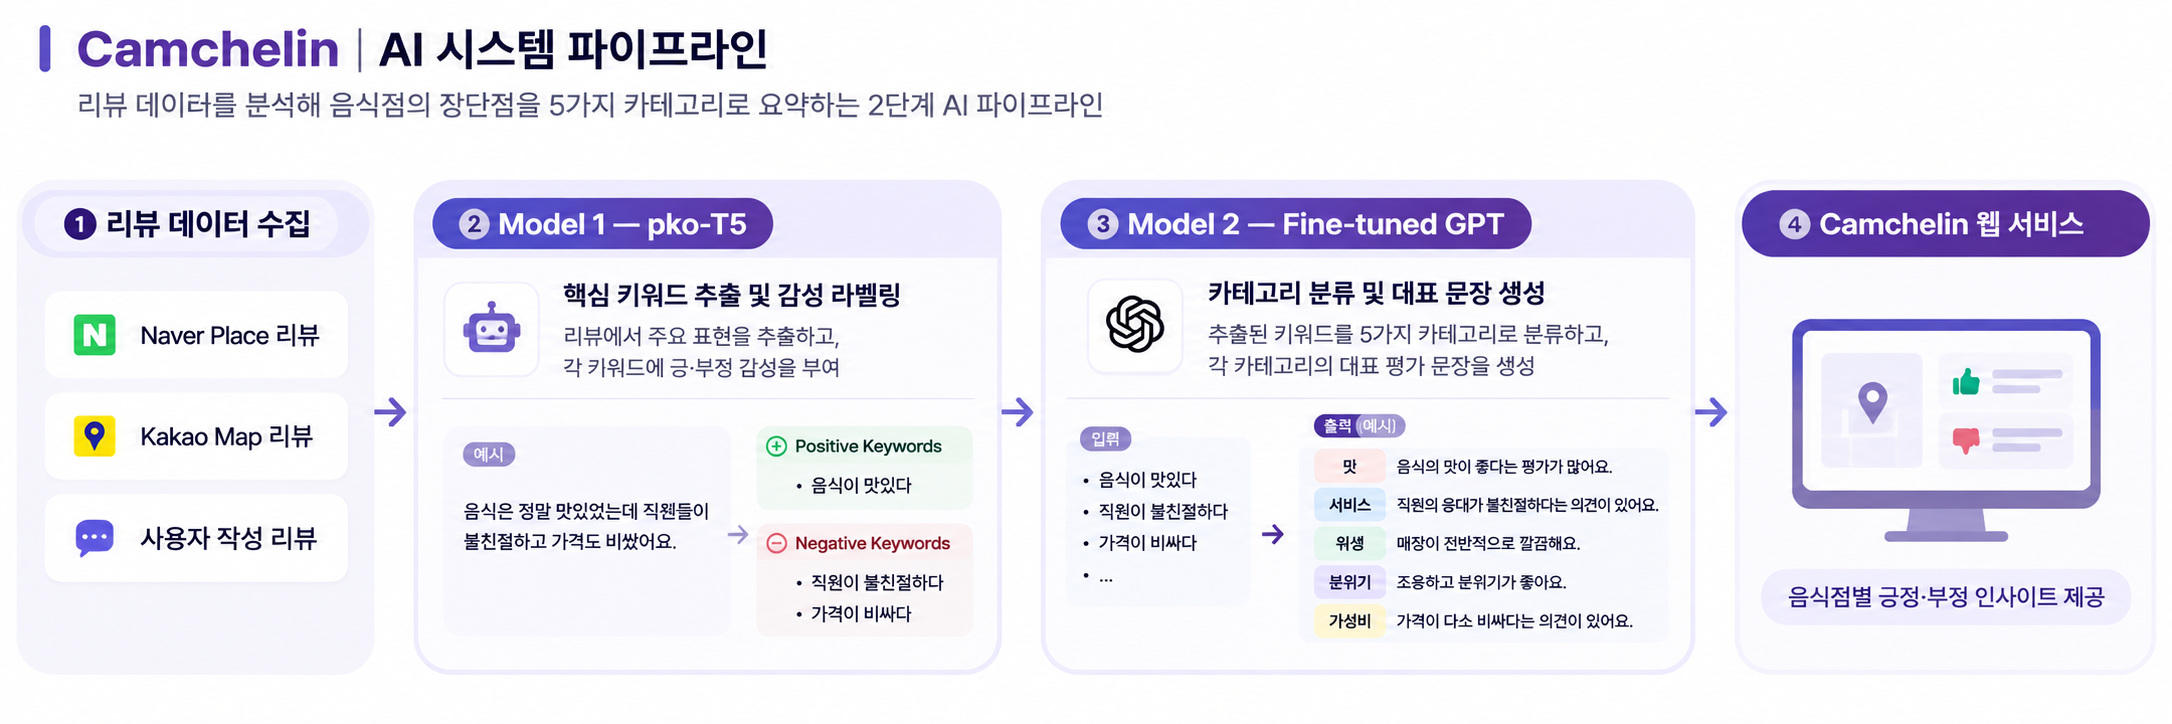 Camchelin | AI 시스템 파이프라인
리뷰 데이터를 분석해 음식점의 장단점을 5가지 카테고리로 요약하는 2단계 AI 파이프라인
1 리뷰 데이터 수집
N Naver Place 리뷰
Kakao Map 리뷰
사용자 작성 리뷰
2 Model 1 — pko-T5
핵심 키워드 추출 및 감성 라벨링
리뷰에서 주요 표현을 추출하고,
각 키워드에 긍·부정 감성을 부여
예시
음식은 정말 맛있었는데 직원들이
불친절하고 가격도 비쌌어요.
Positive Keywords
• 음식이 맛있다
Negative Keywords
• 직원이 불친절하다
• 가격이 비싸다
3 Model 2 — Fine-tuned GPT
카테고리 분류 및 대표 문장 생성
추출된 키워드를 5가지 카테고리로 분류하고,
각 카테고리의 대표 평가 문장을 생성
입력
• 음식이 맛있다
• 직원이 불친절하다
• 가격이 비싸다
• ...
출력 (예시)
맛 음식의 맛이 좋다는 평가가 많아요.
서비스 직원의 응대가 불친절하다는 의견이 있어요.
위생 매장이 전반적으로 깔끔해요.
분위기 조용하고 분위기가 좋아요.
가성비 가격이 다소 비싸다는 의견이 있어요.
4 Camchelin 웹 서비스
음식점별 긍정·부정 인사이트 제공